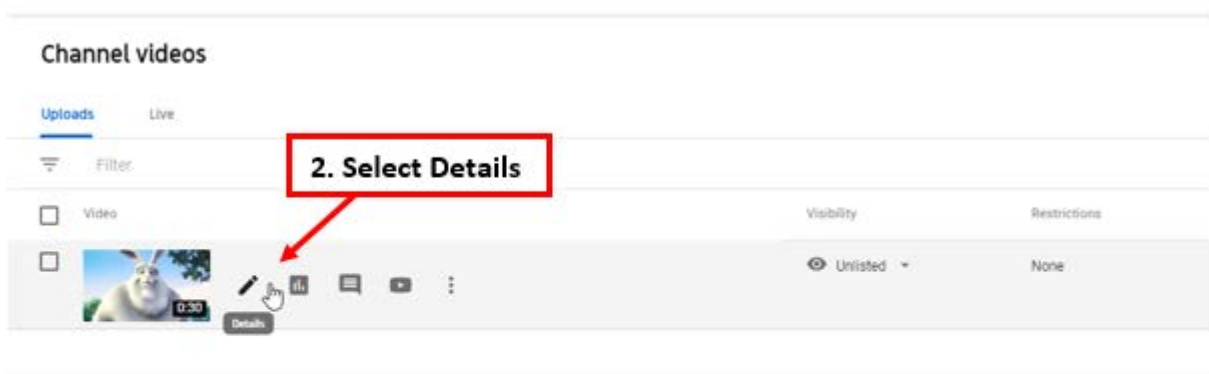 Channel videos
Uploads Live
Filter
2. Select Details
Video Visibility Restrictions
Unlisted None
0:30
Details